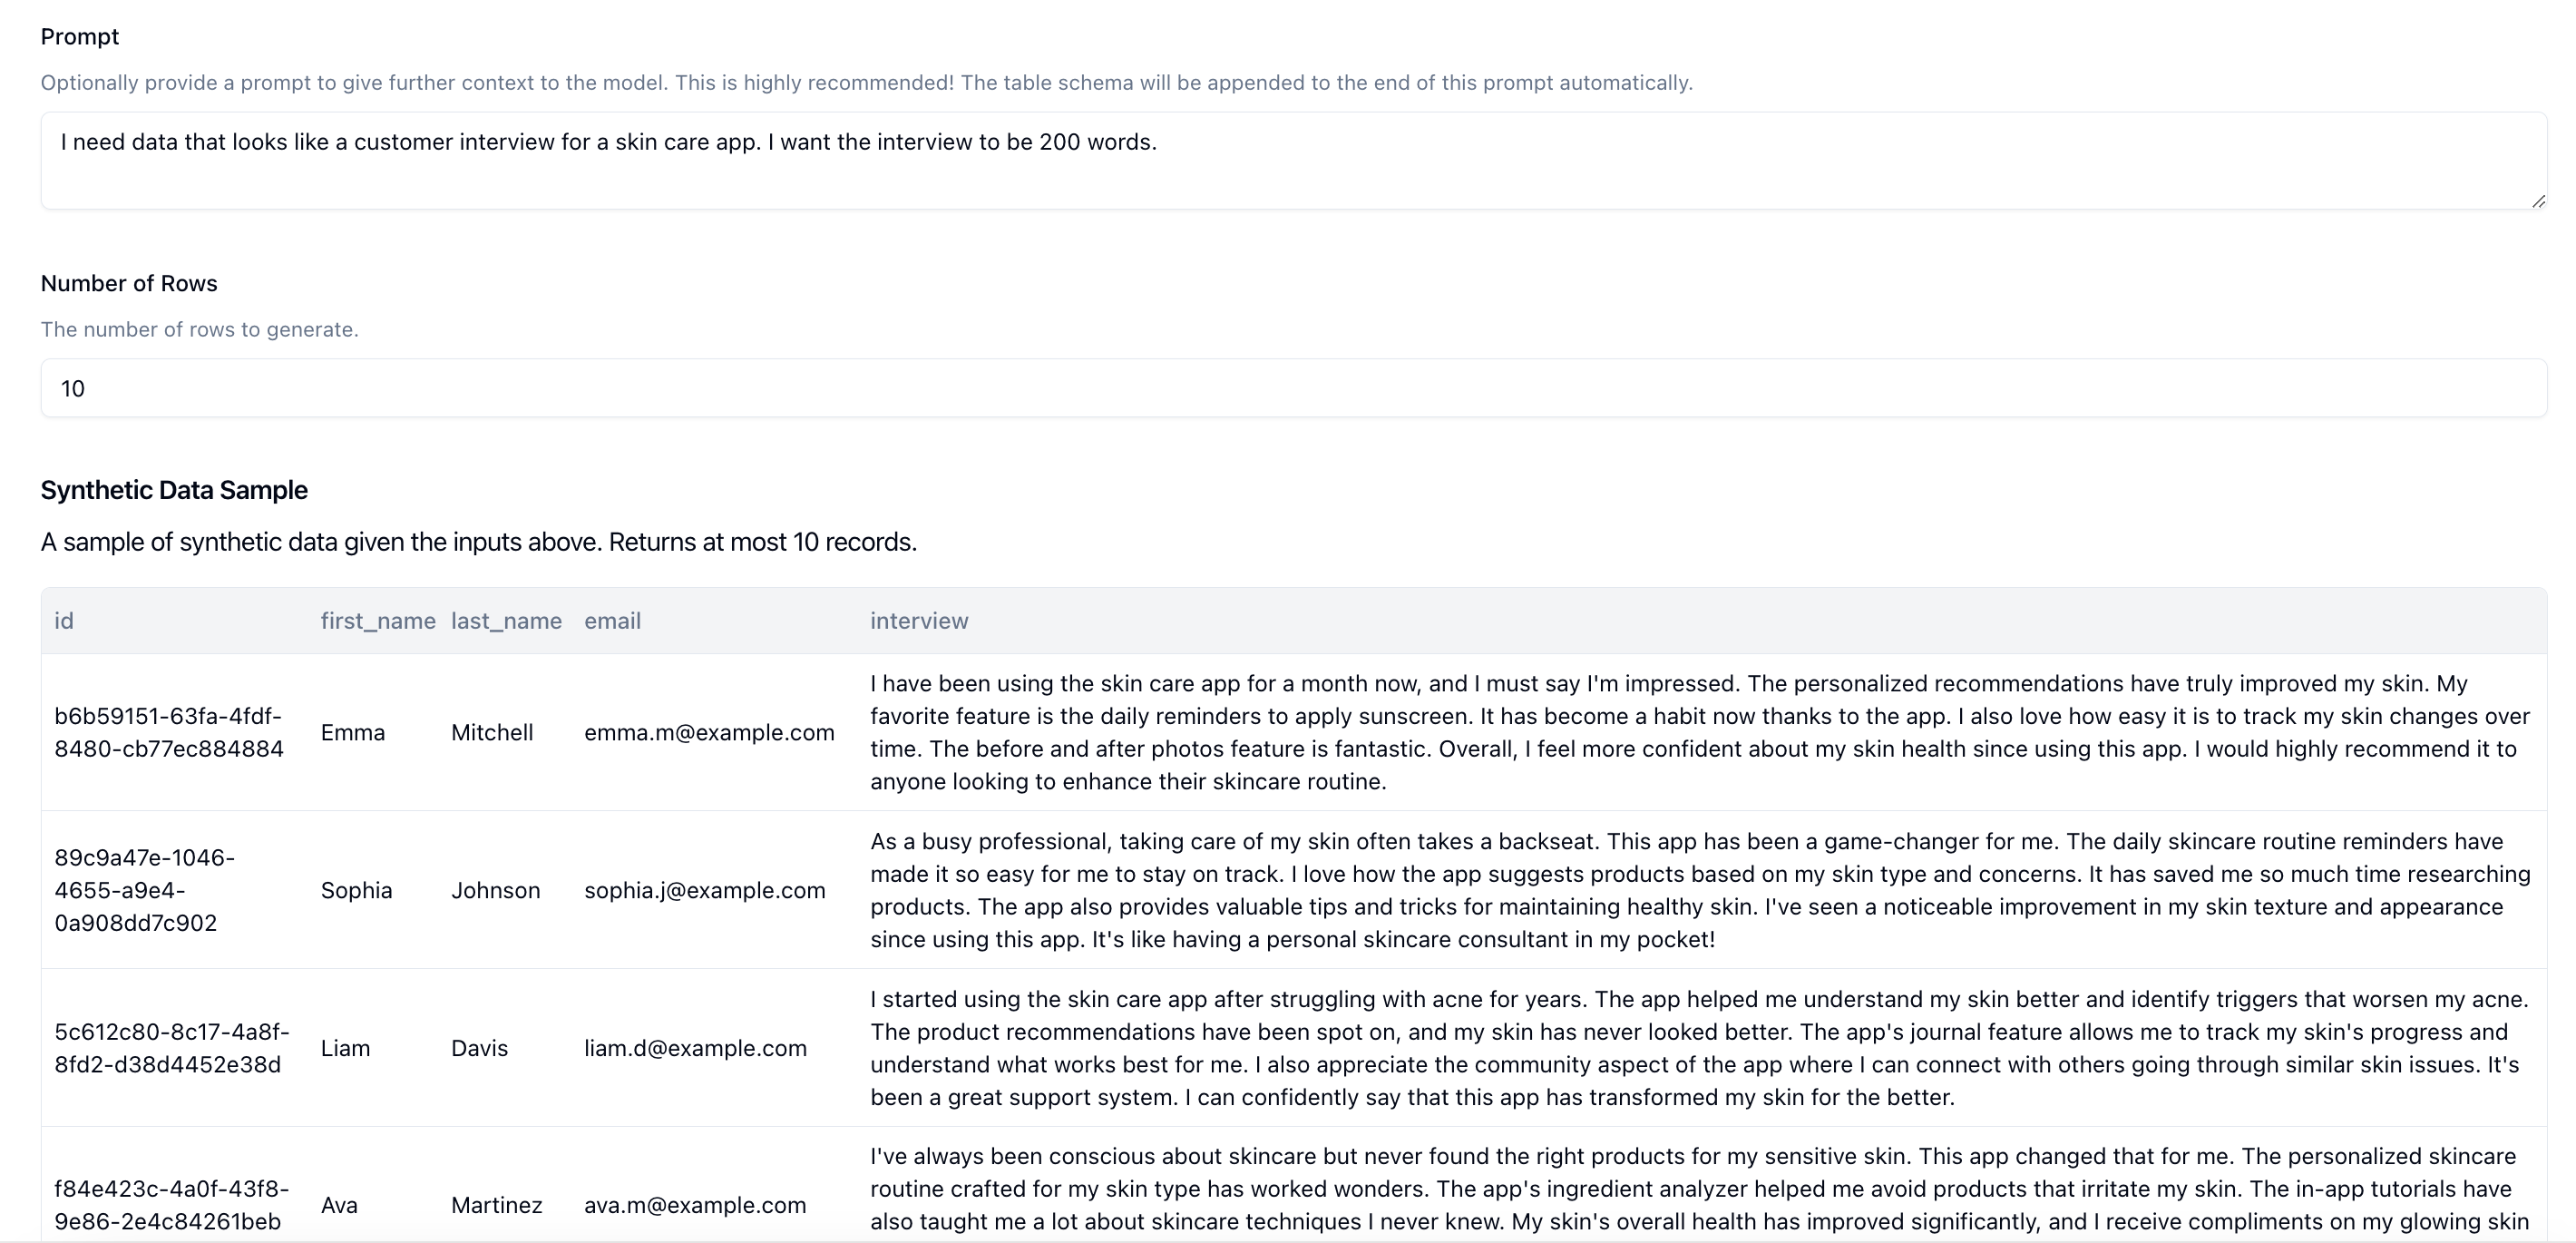 Prompt
Optionally provide a prompt to give further context to the model. This is highly recommended! The table schema will be appended to the end of this prompt automatically.
I need data that looks like a customer interview for a skin care app. I want the interview to be 200 words.
Number of Rows
The number of rows to generate.
10
Synthetic Data Sample
A sample of synthetic data given the inputs above. Returns at most 10 records.
id first_name last_name email interview
b6b59151-63fa-4fdf-
8480-cb77ec884884
Emma
Mitchell
emma.m@example.com
I have been using the skin care app for a month now, and I must say I'm impressed. The personalized recommendations have truly improved my skin. My
favorite feature is the daily reminders to apply sunscreen. It has become a habit now thanks to the app. I also love how easy it is to track my skin changes over
time. The before and after photos feature is fantastic. Overall, I feel more confident about my skin health since using this app. I would highly recommend it to
anyone looking to enhance their skincare routine.
89c9a47e-1046-
4655-a9e4-
0a908dd7c902
Sophia
Johnson
sophia.j@example.com
As a busy professional, taking care of my skin often takes a backseat. This app has been a game-changer for me. The daily skincare routine reminders have
made it so easy for me to stay on track. I love how the app suggests products based on my skin type and concerns. It has saved me so much time researching
products. The app also provides valuable tips and tricks for maintaining healthy skin. I've seen a noticeable improvement in my skin texture and appearance
since using this app. It's like having a personal skincare consultant in my pocket!
5c612c80-8c17-4a8f-
8fd2-d38d4452e38d
Liam
Davis
liam.d@example.com
I started using the skin care app after struggling with acne for years. The app helped me understand my skin better and identify triggers that worsen my acne.
The product recommendations have been spot on, and my skin has never looked better. The app's journal feature allows me to track my skin's progress and
understand what works best for me. I also appreciate the community aspect of the app where I can connect with others going through similar skin issues. It's
been a great support system. I can confidently say that this app has transformed my skin for the better.
f84e423c-4a0f-43f8-
9e86-2e4c84261beb
Ava
Martinez
ava.m@example.com
I've always been conscious about skincare but never found the right products for my sensitive skin. This app changed that for me. The personalized skincare
routine crafted for my skin type has worked wonders. The app's ingredient analyzer helped me avoid products that irritate my skin. The in-app tutorials have
also taught me a lot about skincare techniques I never knew. My skin's overall health has improved significantly, and I receive compliments on my glowing skin